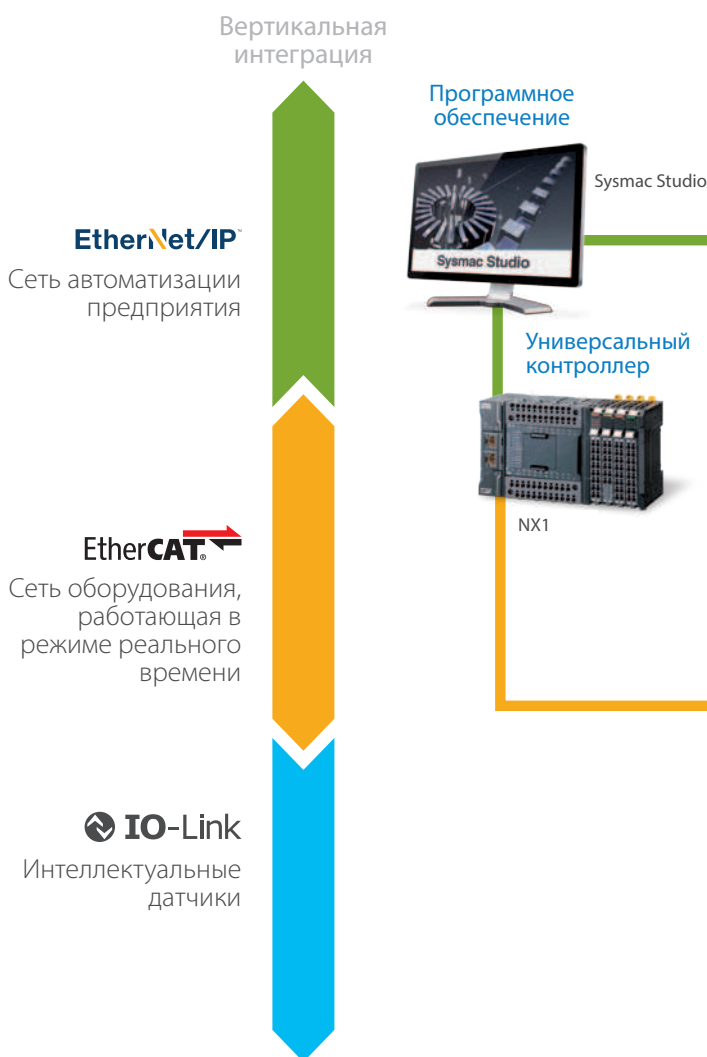 Вертикальная
интеграция
Программное
обеспечение
Sysmac Studio
Sysmac Studio
EtherNet/IP™
Сеть автоматизации
предприятия
Универсальный
контроллер
NX1
EtherCAT®
Сеть оборудования,
работающая в
режиме реального
времени
IO-Link
Интеллектуальные
датчики